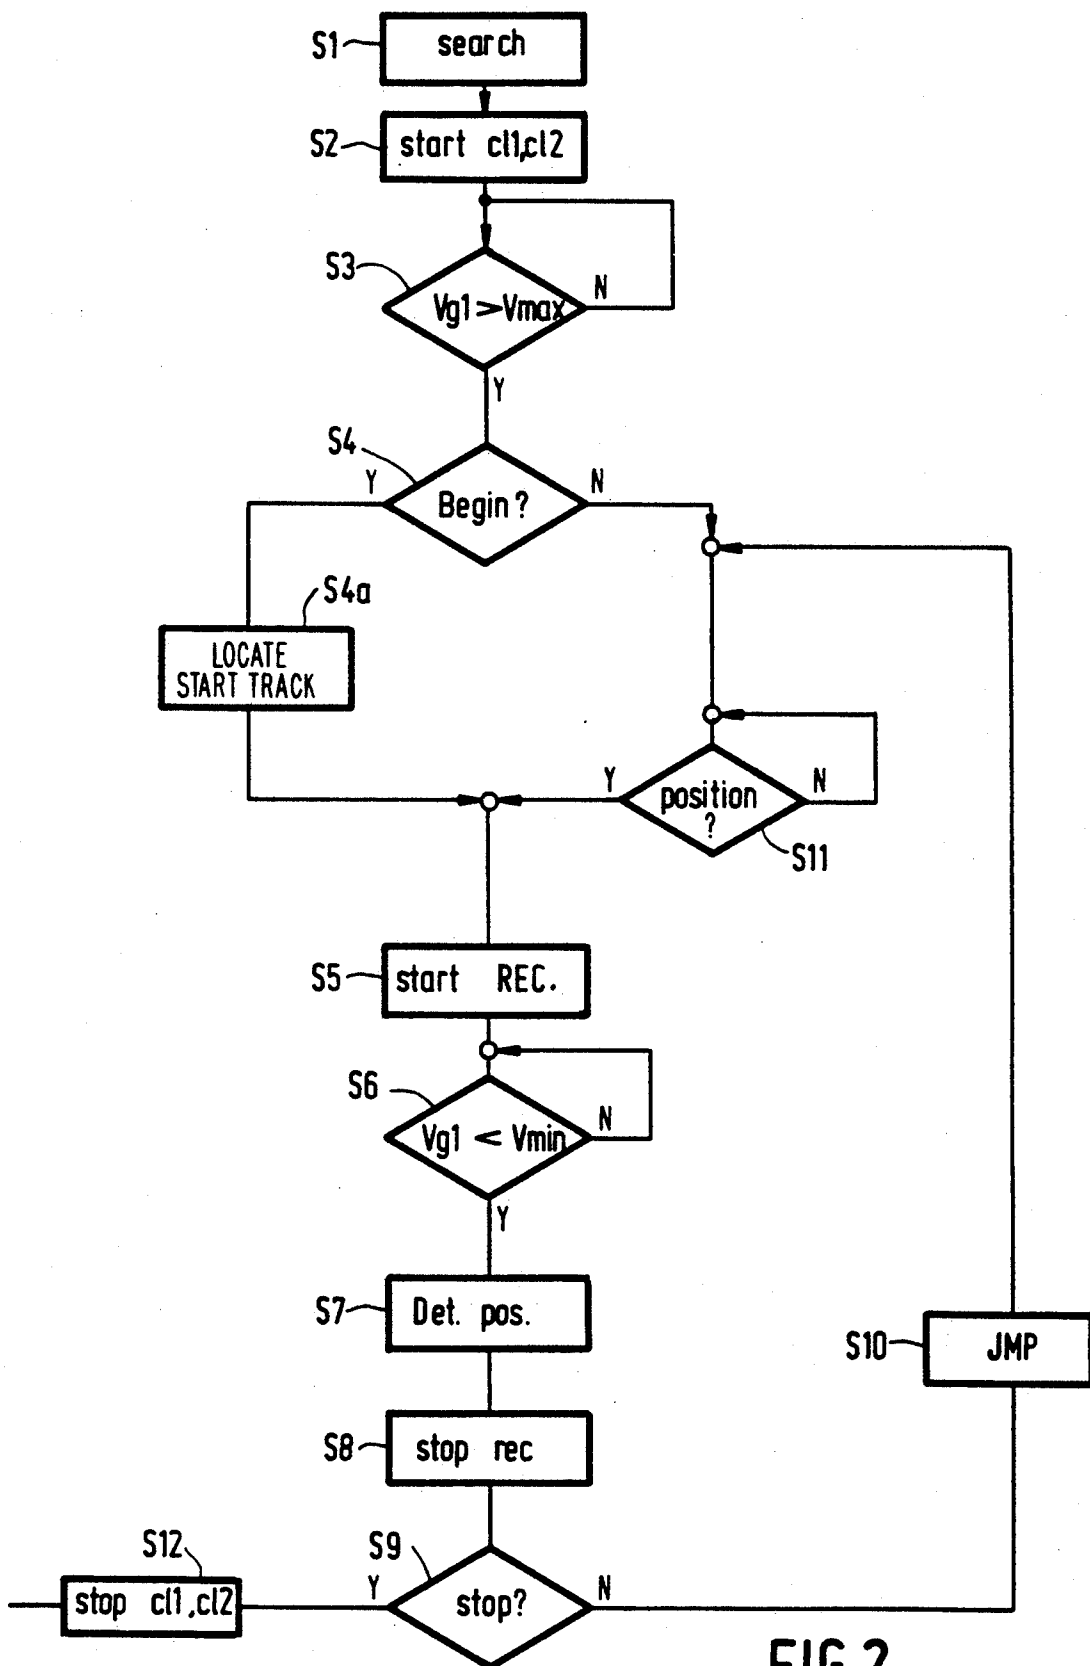 S1
search
S2
start cl1,cl2
S3
Vg1>Vmax
N
Y
S4
Y
Begin?
N
S4a
LOCATE
START TRACK
Y
position
?
N
S11
S5
start REC.
S6
Vg1 < Vmin
N
Y
S7
Det. pos.
S10
JMP
S8
stop rec
S12
stop cl1,cl2
S9
Y
stop?
N
FIG.2